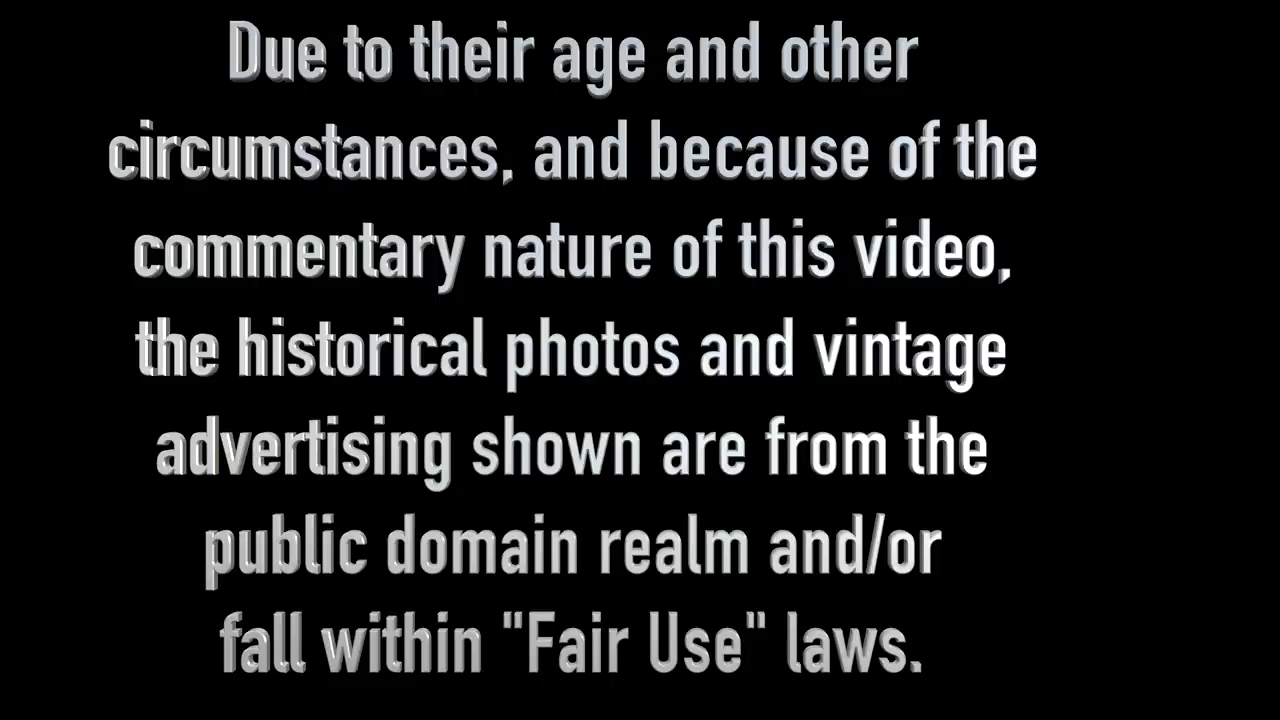 Due to their age and other
circumstances, and because of the
commentary nature of this video,
the historical photos and vintage
advertising shown are from the
public domain realm and/or
fall within "Fair Use" laws.